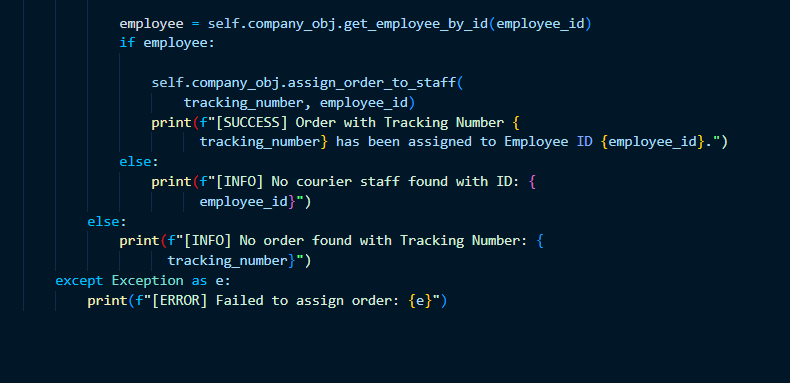 employee = self.company_obj.get_employee_by_id(employee_id)
if employee:
self.company_obj.assign_order_to_staff(
tracking_number, employee_id)
print(f"[SUCCESS] Order with Tracking Number {
tracking_number} has been assigned to Employee ID {employee_id}.")
else:
print(f"[INFO] No courier staff found with ID: {
employee_id}")
else:
print(f"[INFO] No order found with Tracking Number: {
tracking_number}")
except Exception as e:
print(f"[ERROR] Failed to assign order: {e}")